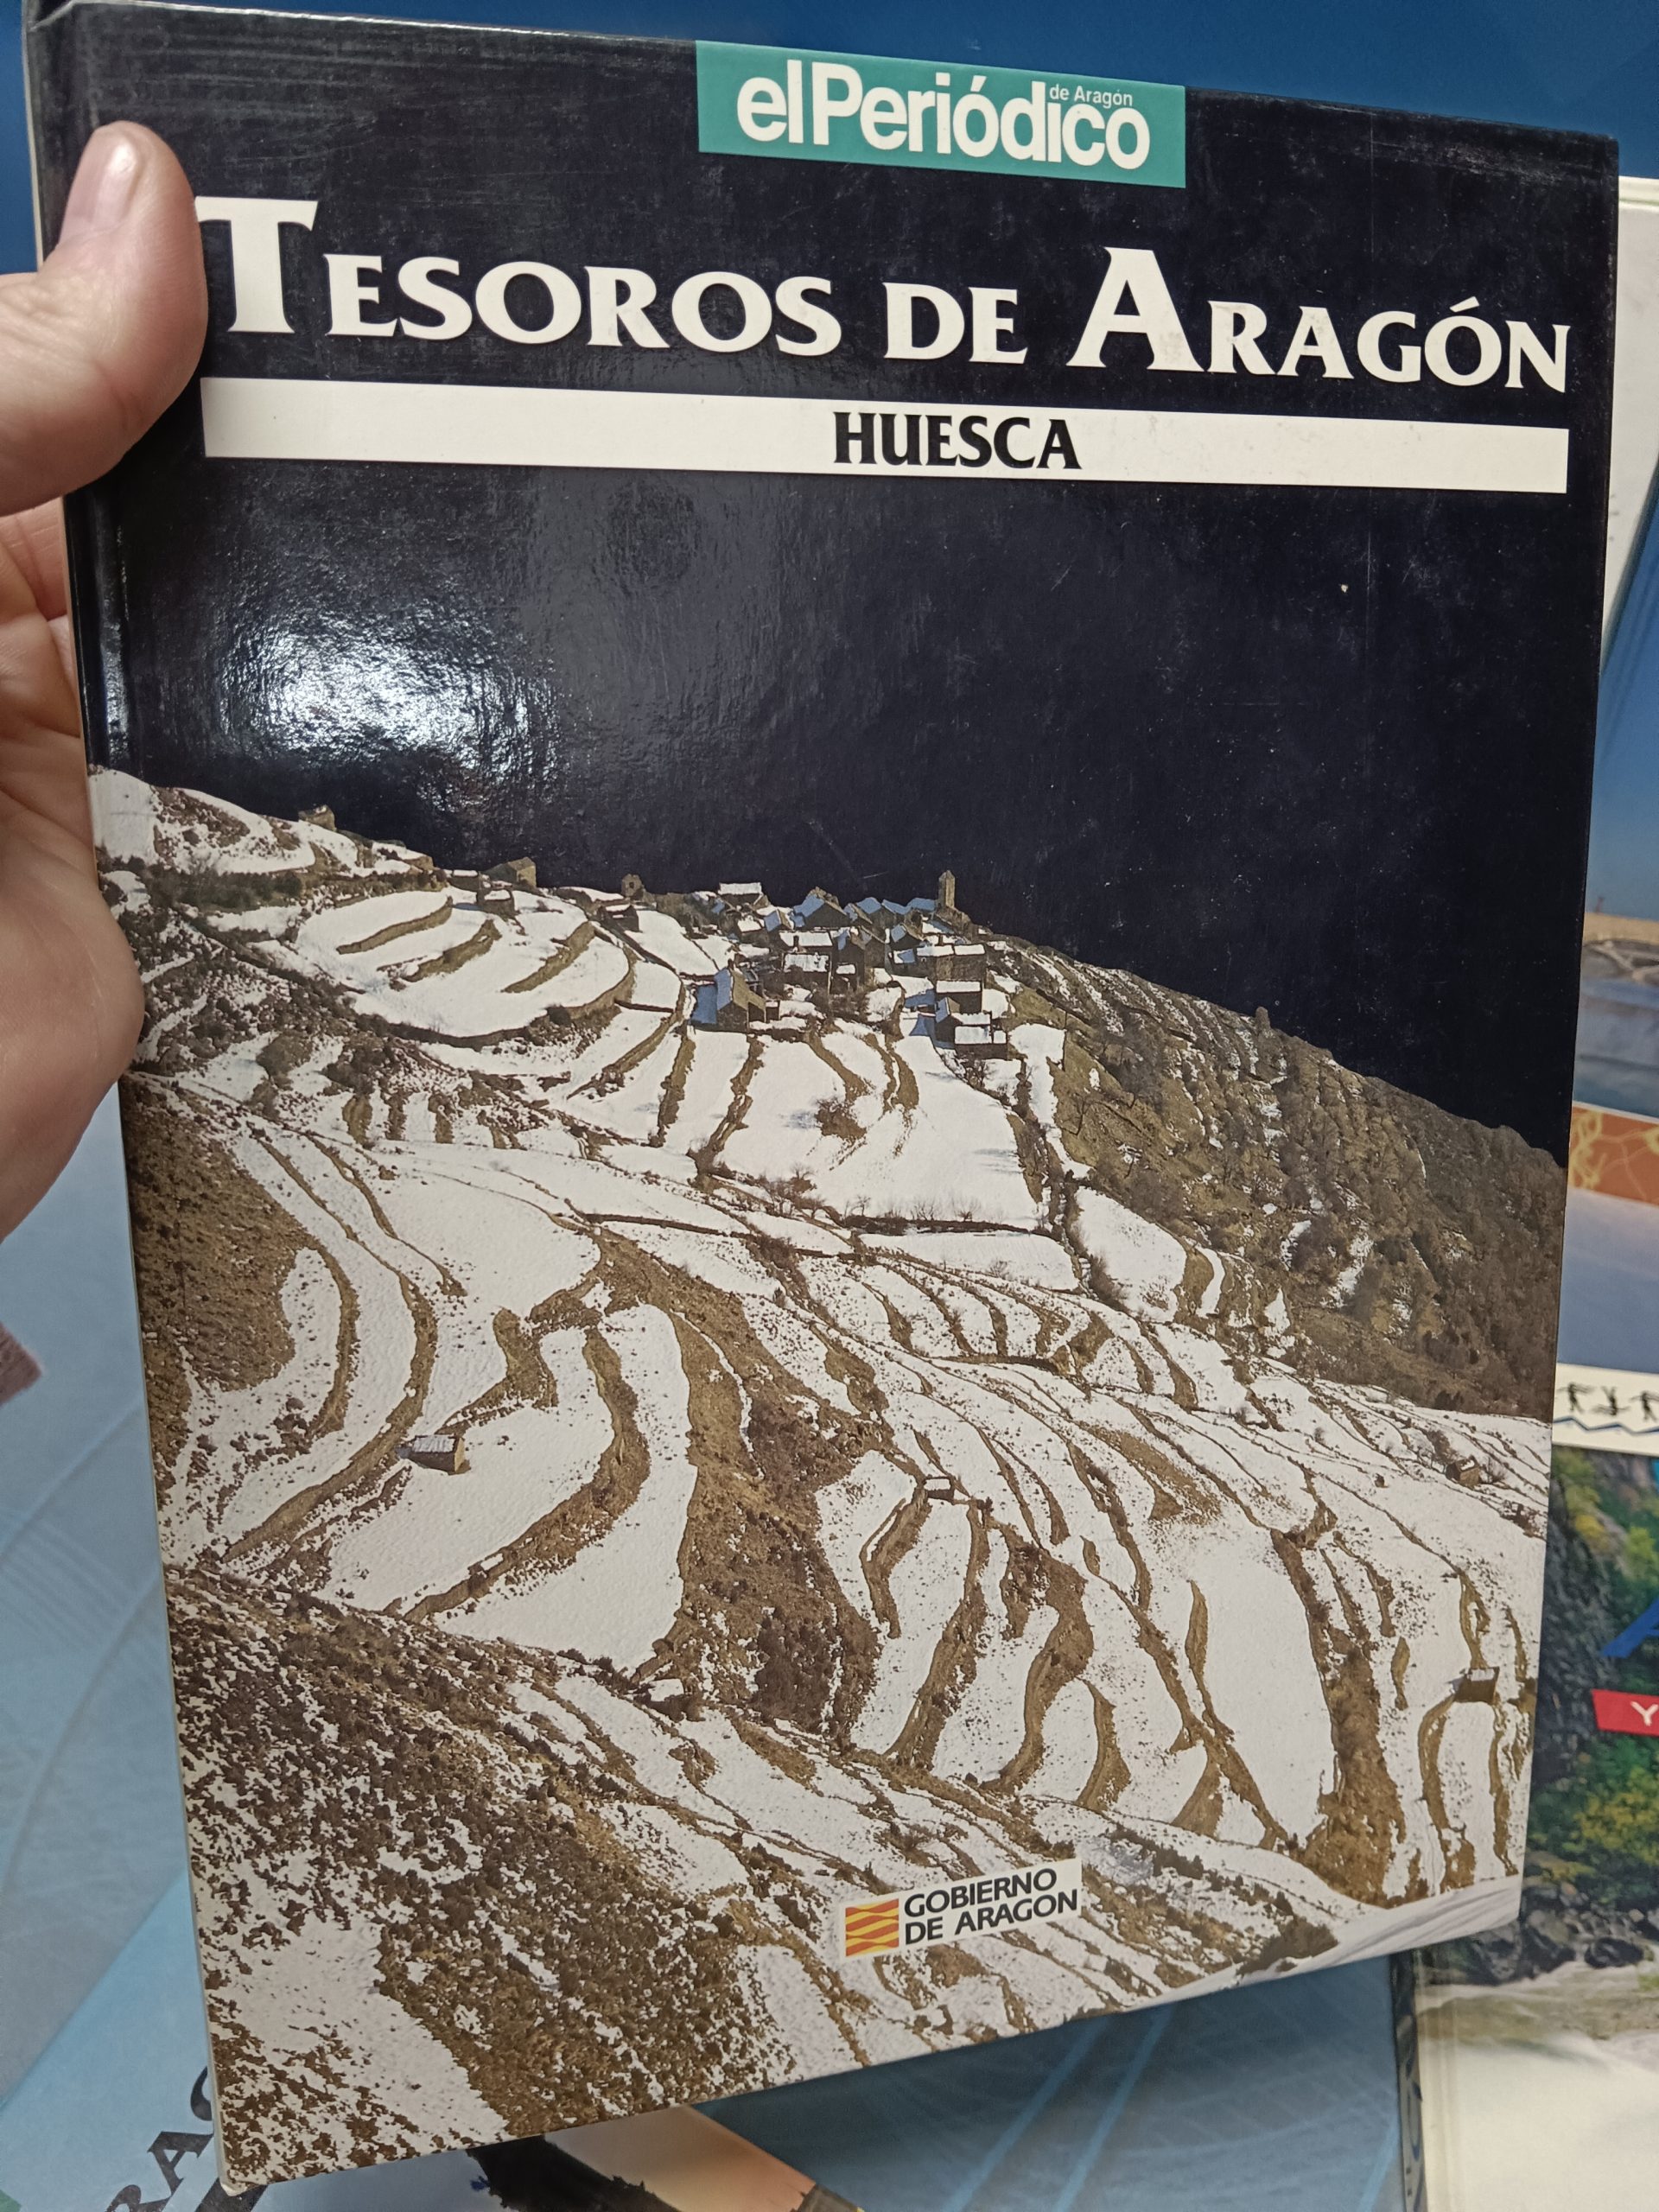 elPeriódico
de Aragón
TESOROS DE ARAGÓN
HUESCA
GOBIERNO
DE ARAGON